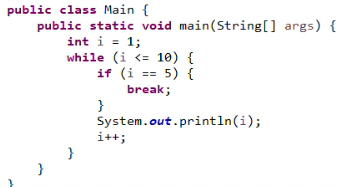 public class Main {
    public static void main(String[] args) {
        int i = 1;
        while (i <= 10) {
            if (i == 5) {
                break;
            }
            System.out.println(i);
            i++;
        }
    }
}